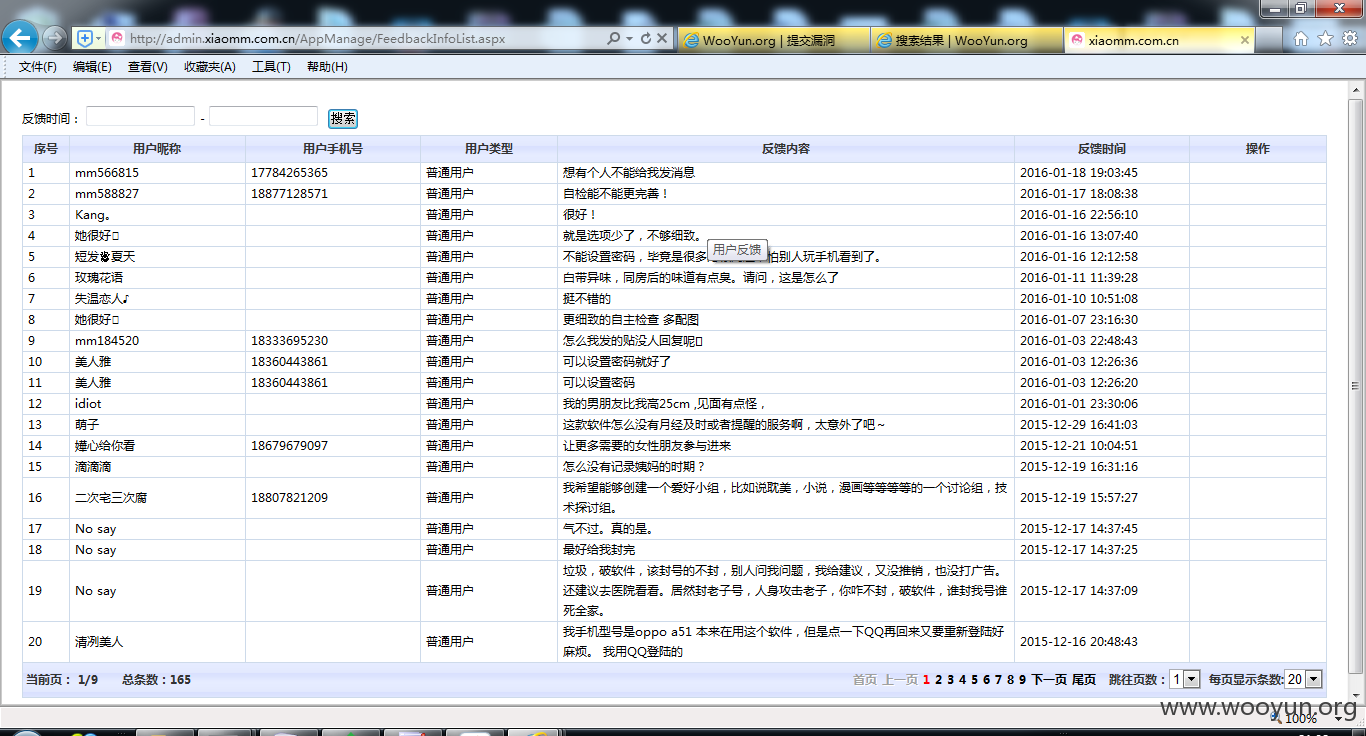 http://admin.xiaomm.com.cn/AppManage/FeedbackInfoList.aspx
WooYun.org | 提交漏洞
搜索结果 | WooYun.org
xiaomm.com.cn
文件(F) 编辑(E) 查看(V) 收藏夹(A) 工具(T) 帮助(H)
反馈时间： - 搜索
序号 用户昵称 用户手机号 用户类型 反馈内容 反馈时间 操作
1 mm566815 17784265365 普通用户 想有个人不能给我发消息 2016-01-18 19:03:45
2 mm588827 18877128571 普通用户 自检能不能更完善！ 2016-01-17 18:08:38
3 Kang。 普通用户 很好！ 2016-01-16 22:56:10
4 她很好 普通用户 就是选项少了，不够细致。 2016-01-16 13:07:40
用户反馈
5 短发 夏天 普通用户 不能设置密码，毕竟是很多 怕别人玩手机看到了。 2016-01-16 12:12:58
6 玫瑰花语 普通用户 白带异味，同房后的味道有点臭。请问，这是怎么了 2016-01-11 11:39:28
7 失温恋人♪ 普通用户 挺不错的 2016-01-10 10:51:08
8 她很好 普通用户 更细致的自主检查 多配图 2016-01-07 23:16:30
9 mm184520 18333695230 普通用户 怎么我发的贴没人回复呢 2016-01-03 22:48:43
10 美人雅 18360443861 普通用户 可以设置密码就好了 2016-01-03 12:26:36
11 美人雅 18360443861 普通用户 可以设置密码 2016-01-03 12:26:20
12 idiot 普通用户 我的男朋友比我高25cm ,见面有点怪， 2016-01-01 23:30:06
13 萌子 普通用户 这款软件怎么没有月经及时或者提醒的服务啊，太意外了吧～ 2015-12-29 16:41:03
14 嬞心给你看 18679679097 普通用户 让更多需要的女性朋友参与进来 2015-12-21 10:04:51
15 滴滴滴 普通用户 怎么没有记录姨妈的时期？ 2015-12-19 16:31:16
16 二次宅三次腐 18807821209 普通用户 我希望能够创建一个爱好小组，比如说耽美，小说，漫画等等等等的一个讨论组，技
术探讨组。 2015-12-19 15:57:27
17 No say 普通用户 气不过。真的是。 2015-12-17 14:37:45
18 No say 普通用户 最好给我封完 2015-12-17 14:37:25
19 No say 普通用户 垃圾，破软件，该封号的不封，别人问我问题，我给建议，又没推销，也没打广告。
还建议去医院看看。居然封老子号，人身攻击老子，你咋不封，破软件，谁封我号谁
死全家。 2015-12-17 14:37:09
20 清列美人 普通用户 我手机型号是oppo a51 本来在用这个软件，但是点一下QQ再回来又要重新登陆好
麻烦。 我用QQ登陆的 2015-12-16 20:48:43
当前页： 1/9 总条数：165 首页 上一页 1 2 3 4 5 6 7 8 9 下一页 尾页 跳往页数：1 每页显示条数:20
www.wooyun.org
100%